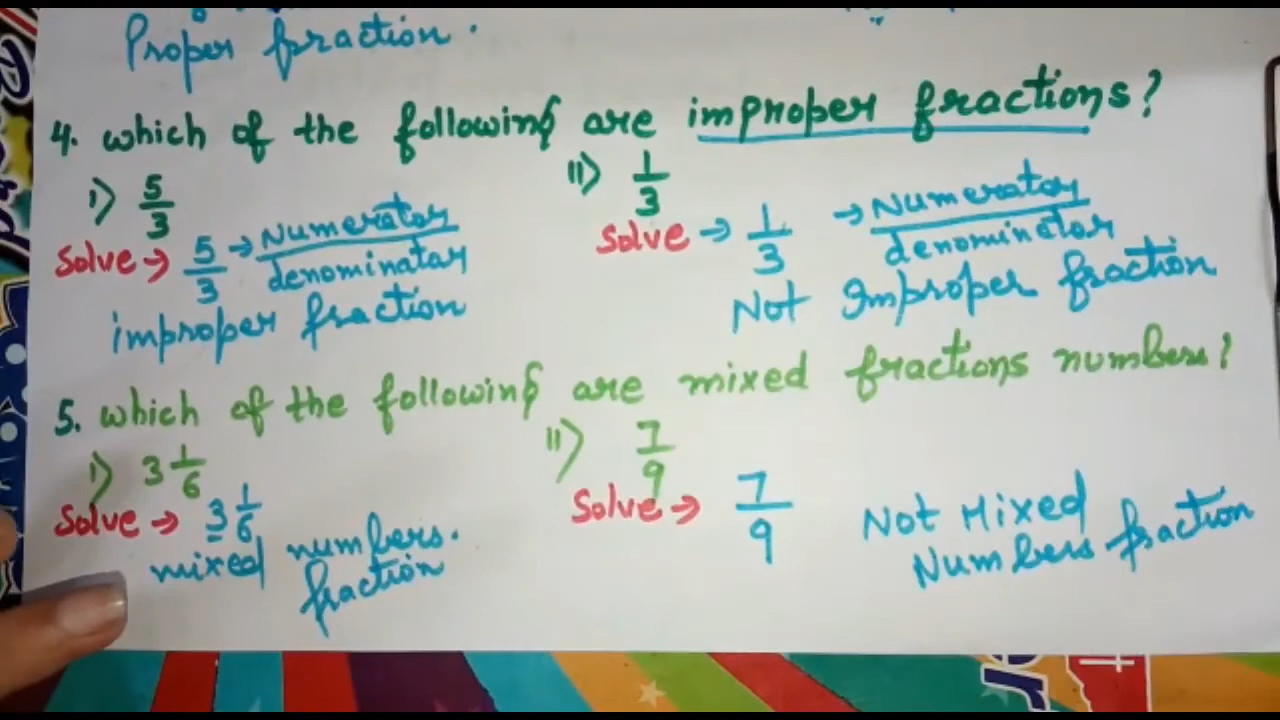 Proper fraction.
4. which of the following are improper fractions?
i) 5/3 ii) 1/3
Solve → 5/3 → Numerator/denominatar
improper fraction
Solve → 1/3 → Numerator/denominator
Not Improper fraction
5. which of the following are mixed fractions numbers?
i) 3 1/6 ii) 7/9
Solve → 3 1/6
mixed numbers.
fraction
Solve → 7/9 Not Mixed
Numbers fraction